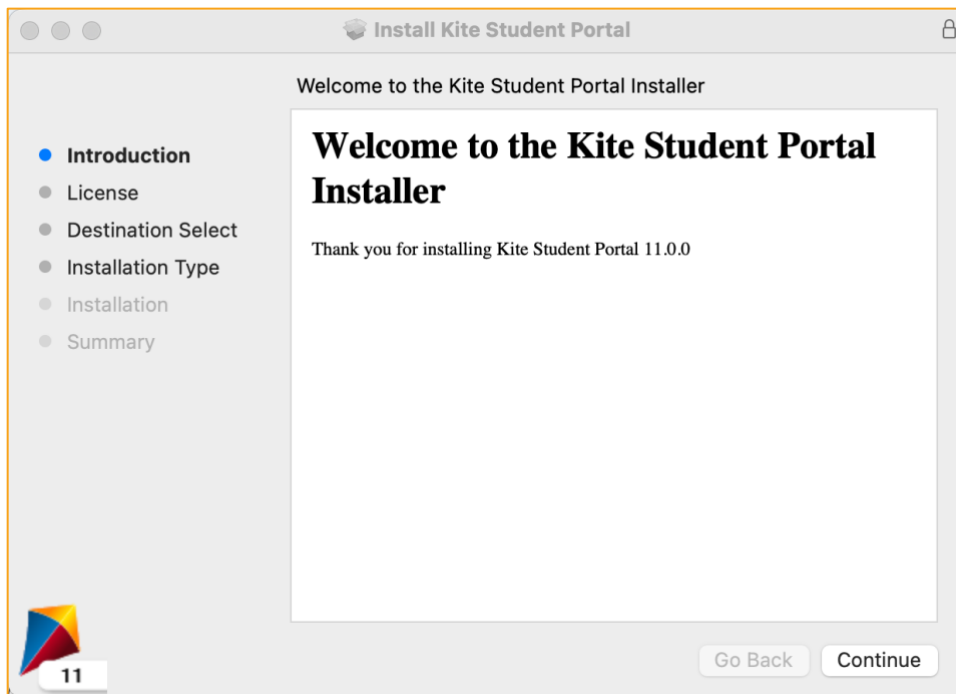 Install Kite Student Portal
Welcome to the Kite Student Portal Installer
Introduction
License
Destination Select
Installation Type
Installation
Summary
Welcome to the Kite Student Portal
Installer
Thank you for installing Kite Student Portal 11.0.0
11
Go Back
Continue